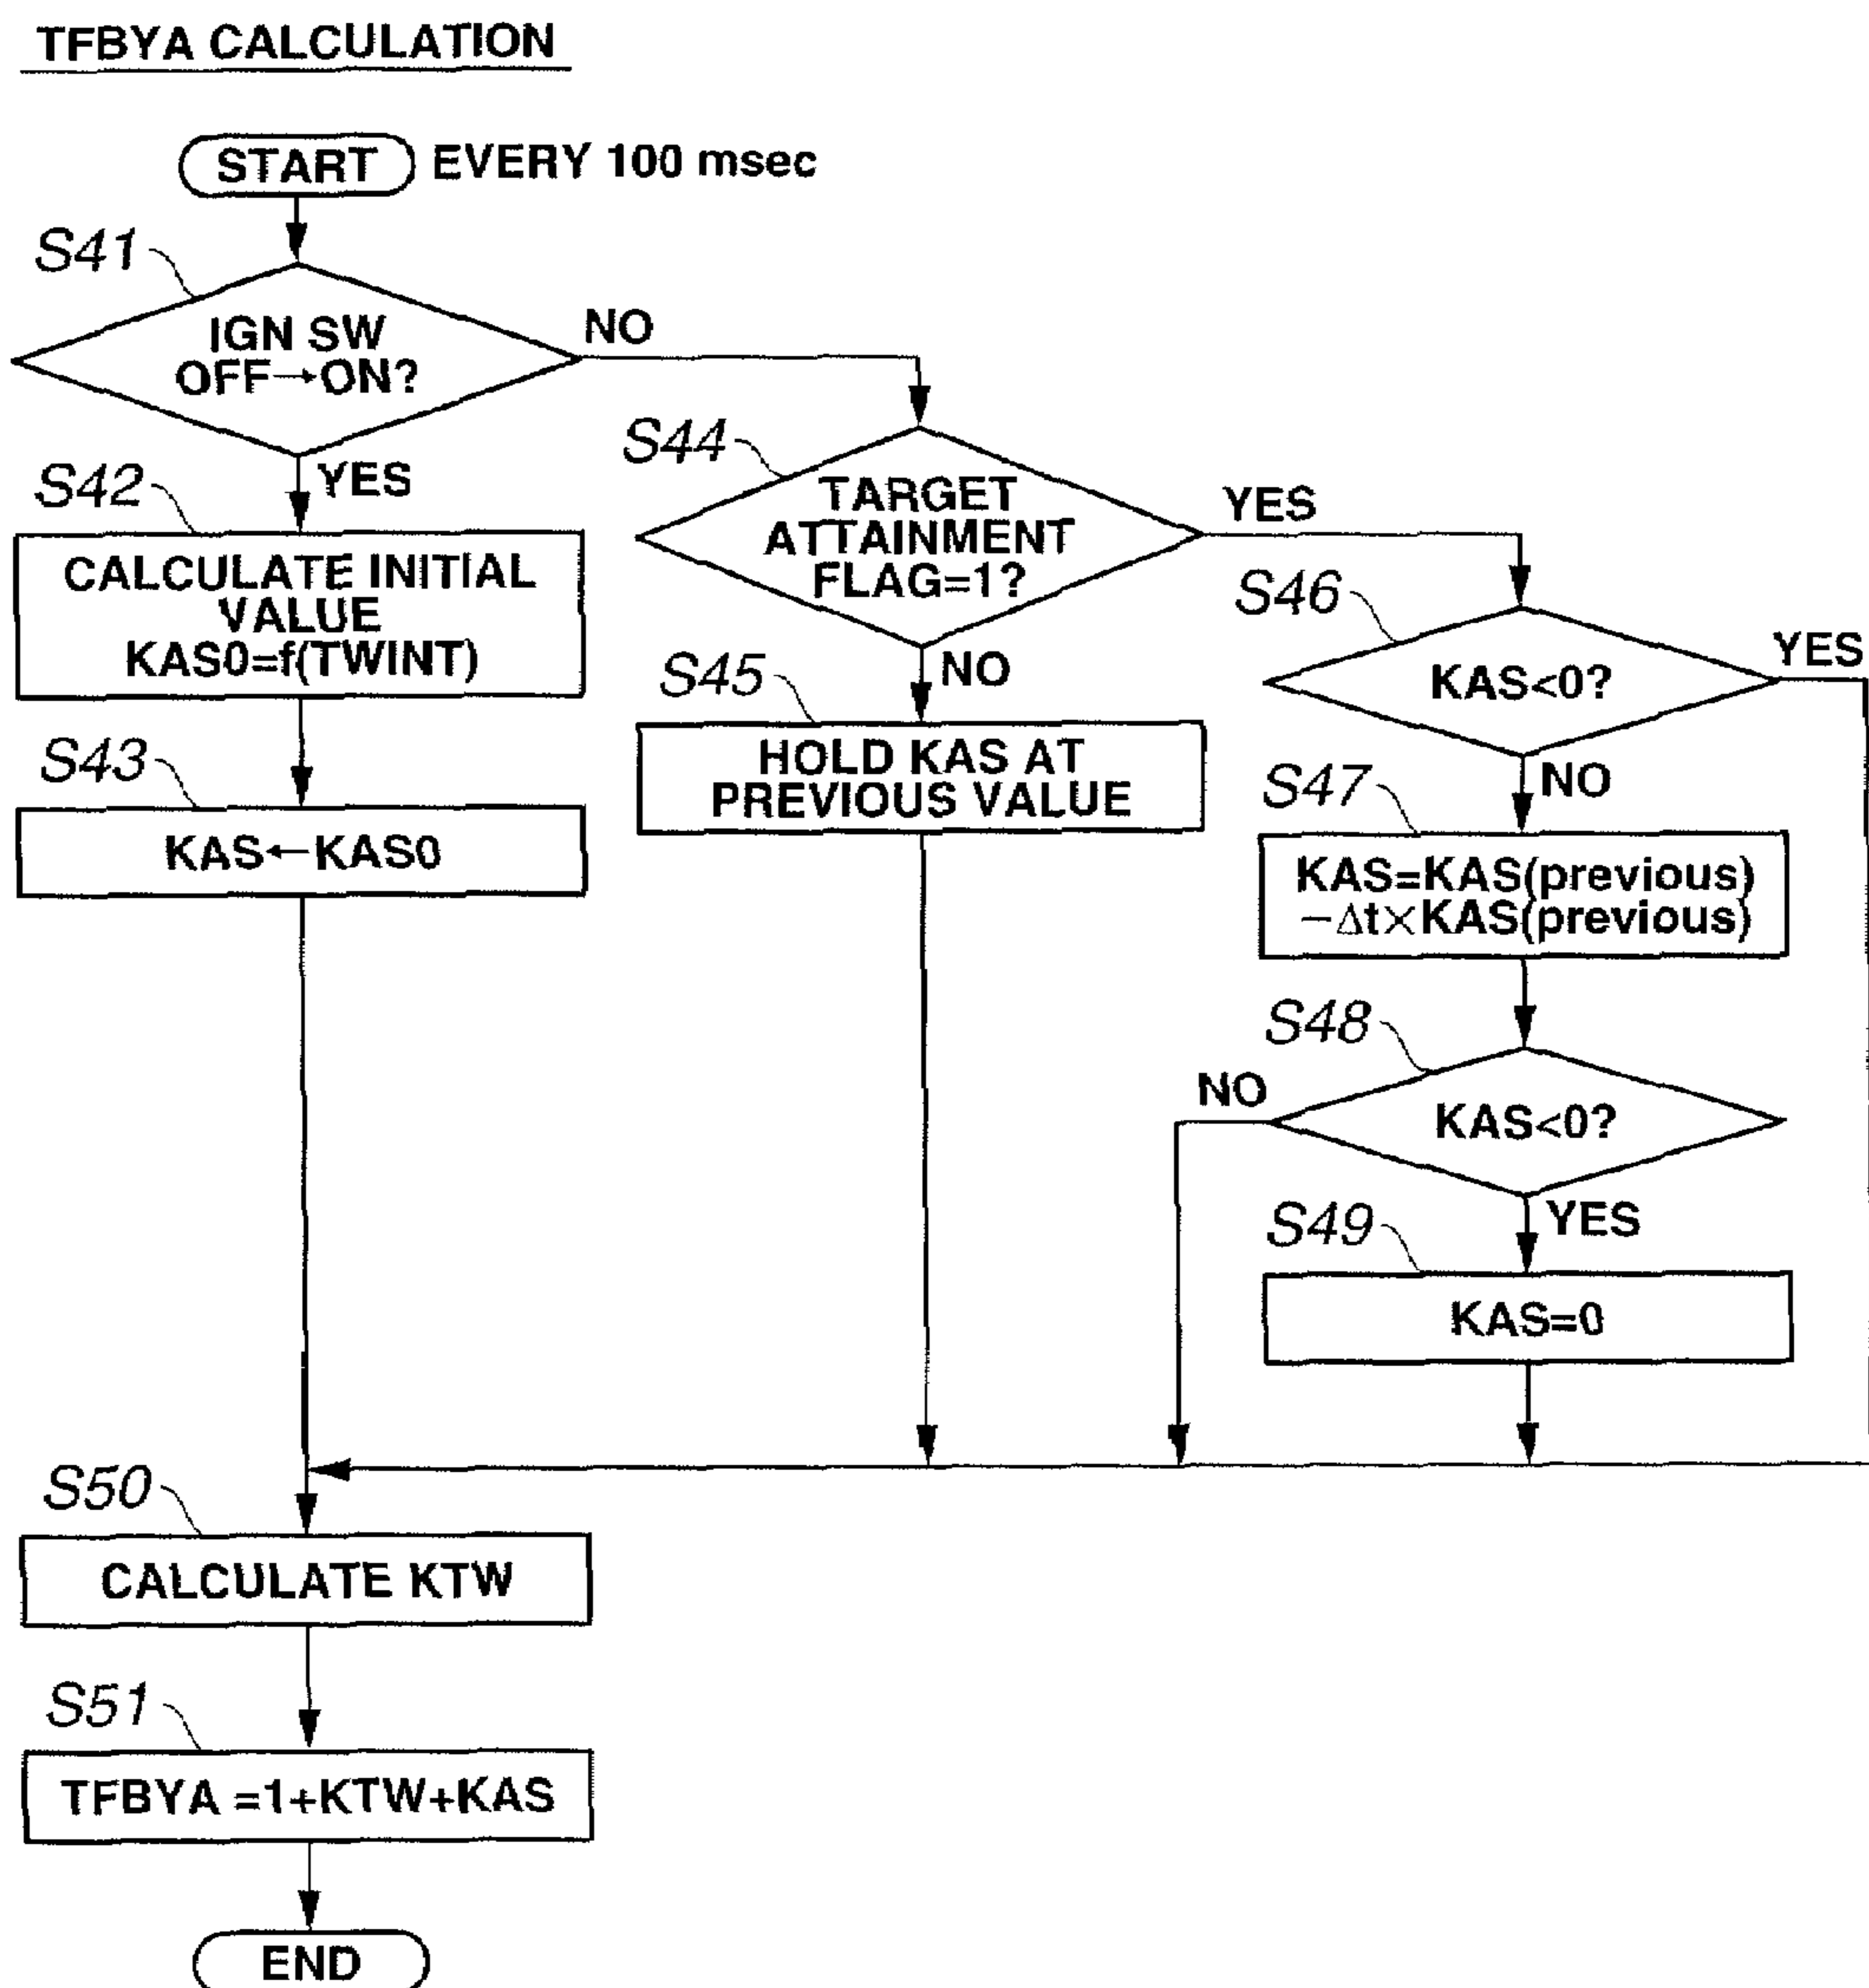 TFBYA CALCULATION
START
EVERY 100 msec
S41
IGN SW
OFF→ON?
NO
YES
S42
CALCULATE INITIAL
VALUE
KAS0=f(TWINT)
S43
KAS←KAS0
S44
TARGET
ATTAINMENT
FLAG=1?
YES
NO
S45
HOLD KAS AT
PREVIOUS VALUE
S46
KAS<0?
YES
NO
S47
KAS=KAS(previous)
−Δt×KAS(previous)
S48
KAS<0?
NO
YES
S49
KAS=0
S50
CALCULATE KTW
S51
TFBYA =1+KTW+KAS
END